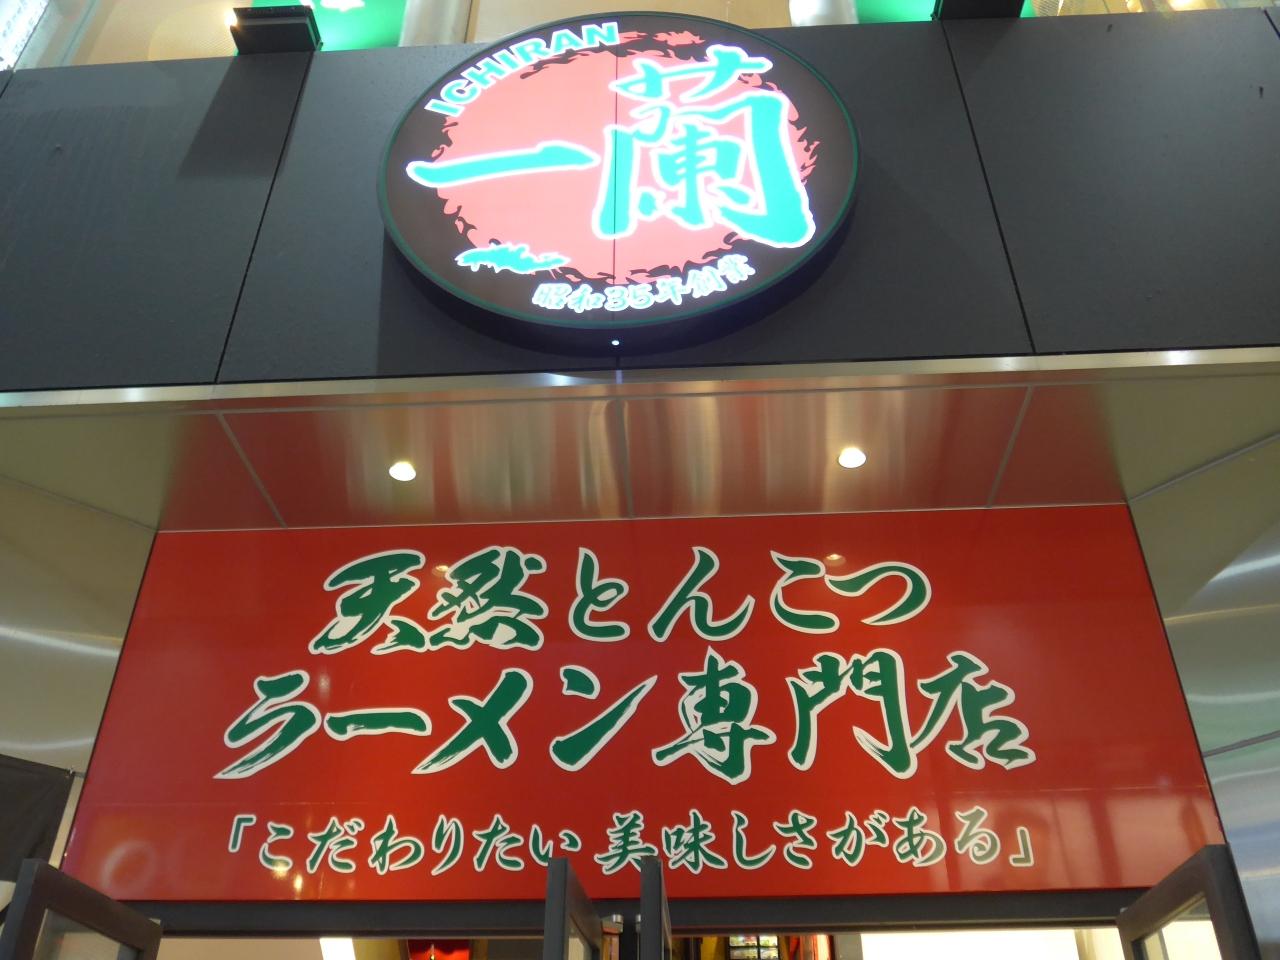 ICHIRAN
一蘭
昭和35年創業
天然とんこつ
ラーメン専門店
「こだわりたい 美味しさがある」